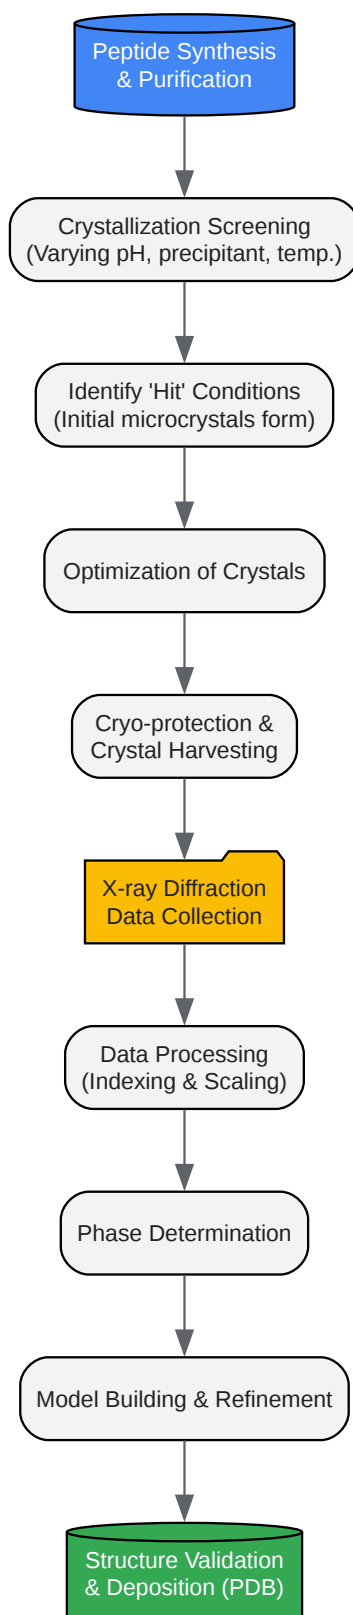 Peptide Synthesis
& Purification
Crystallization Screening
(Varying pH, precipitant, temp.)
Identify 'Hit' Conditions
(Initial microcrystals form)
Optimization of Crystals
Cryo-protection &
Crystal Harvesting
X-ray Diffraction
Data Collection
Data Processing
(Indexing & Scaling)
Phase Determination
Model Building & Refinement
Structure Validation
& Deposition (PDB)